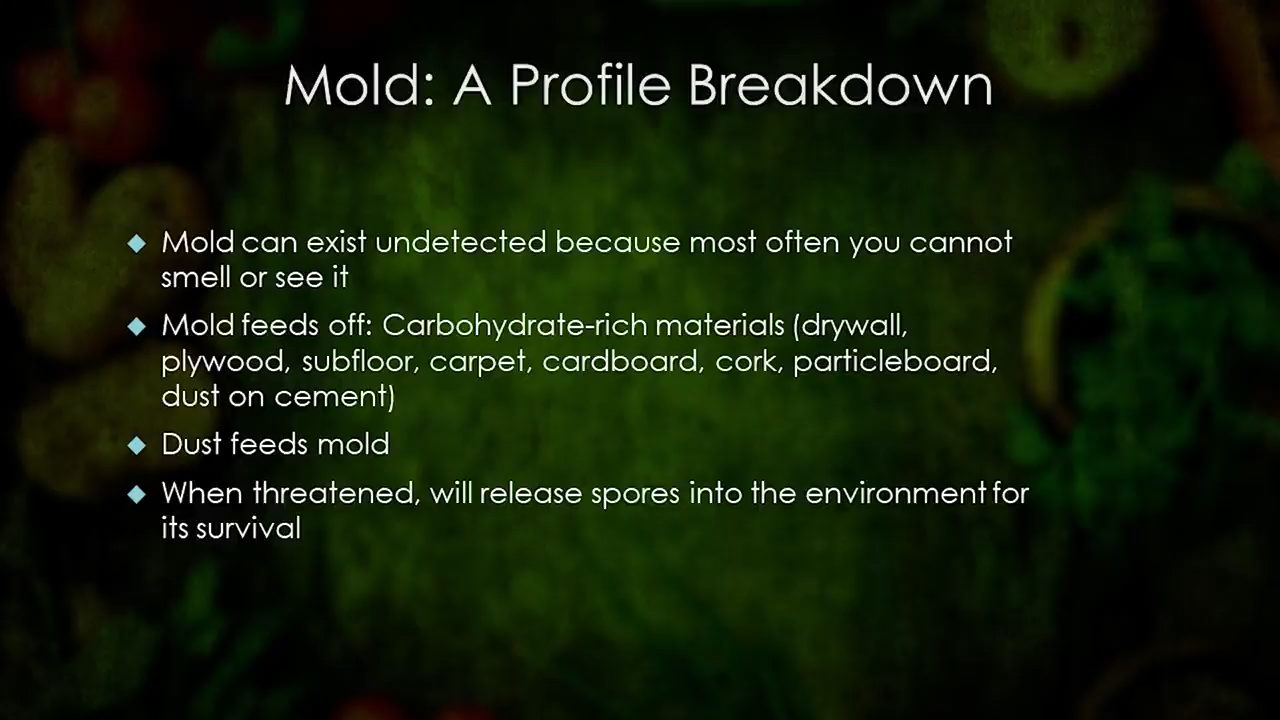 Mold: A Profile Breakdown
Mold can exist undetected because most often you cannot
smell or see it
Mold feeds off: Carbohydrate-rich materials (drywall,
plywood, subfloor, carpet, cardboard, cork, particleboard,
dust on cement)
Dust feeds mold
When threatened, will release spores into the environment for
its survival